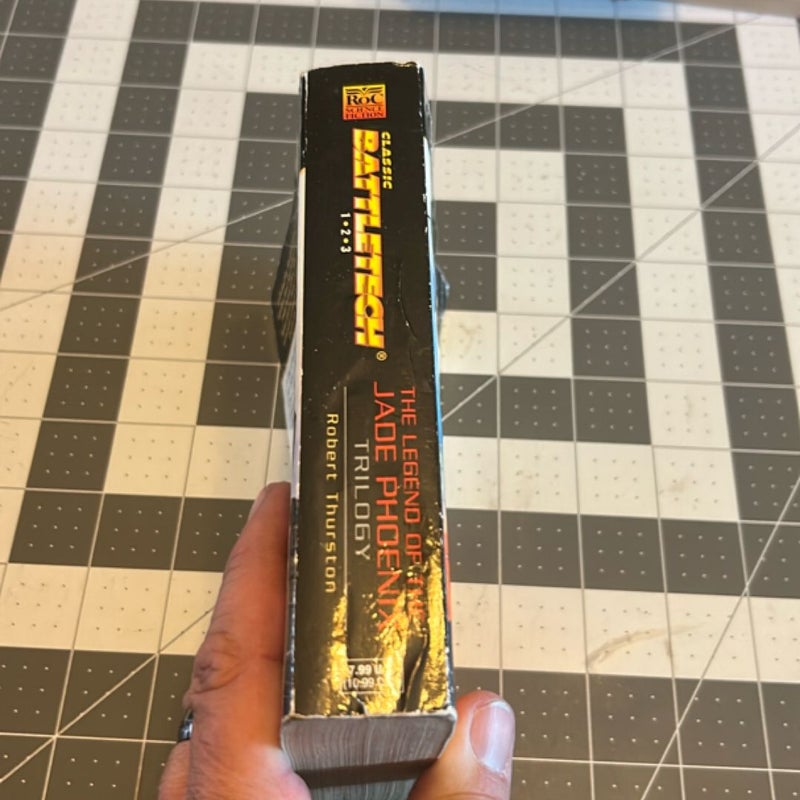 RoC
SCIENCE
FICTION
CLASSIC
BATTLETECH®
1•2•3
THE LEGEND OF THE
JADE PHOENIX
TRILOGY
Robert Thurston
7.99
10.99